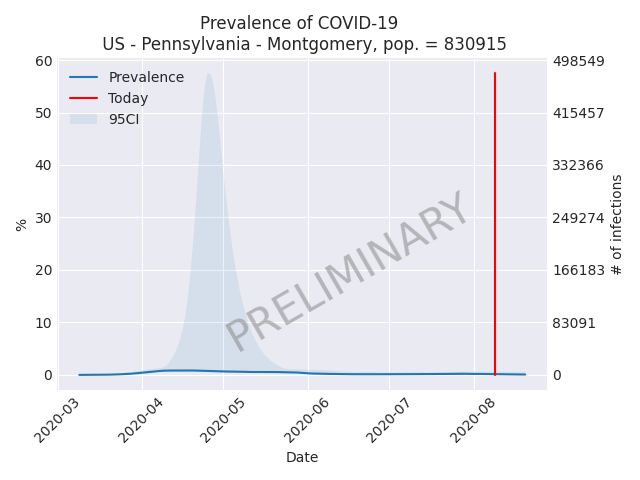 Prevalence of COVID-19
US - Pennsylvania - Montgomery, pop. = 830915
Prevalence
Today
95CI
60
50
40
30
20
10
0
%
498549
415457
332366
249274
166183
83091
0
# of infections
PRELIMINARY
2020-03
2020-04
2020-05
2020-06
2020-07
2020-08
Date